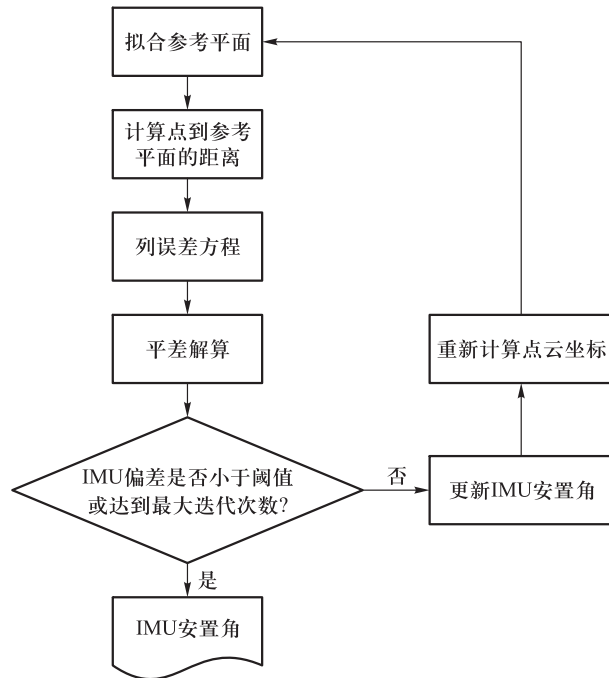 拟合参考平面
计算点到参考
平面的距离
列误差方程
平差解算
重新计算点云坐标
IMU偏差是否小于阈值
或达到最大迭代次数?
否
更新IMU安置角
是
IMU安置角